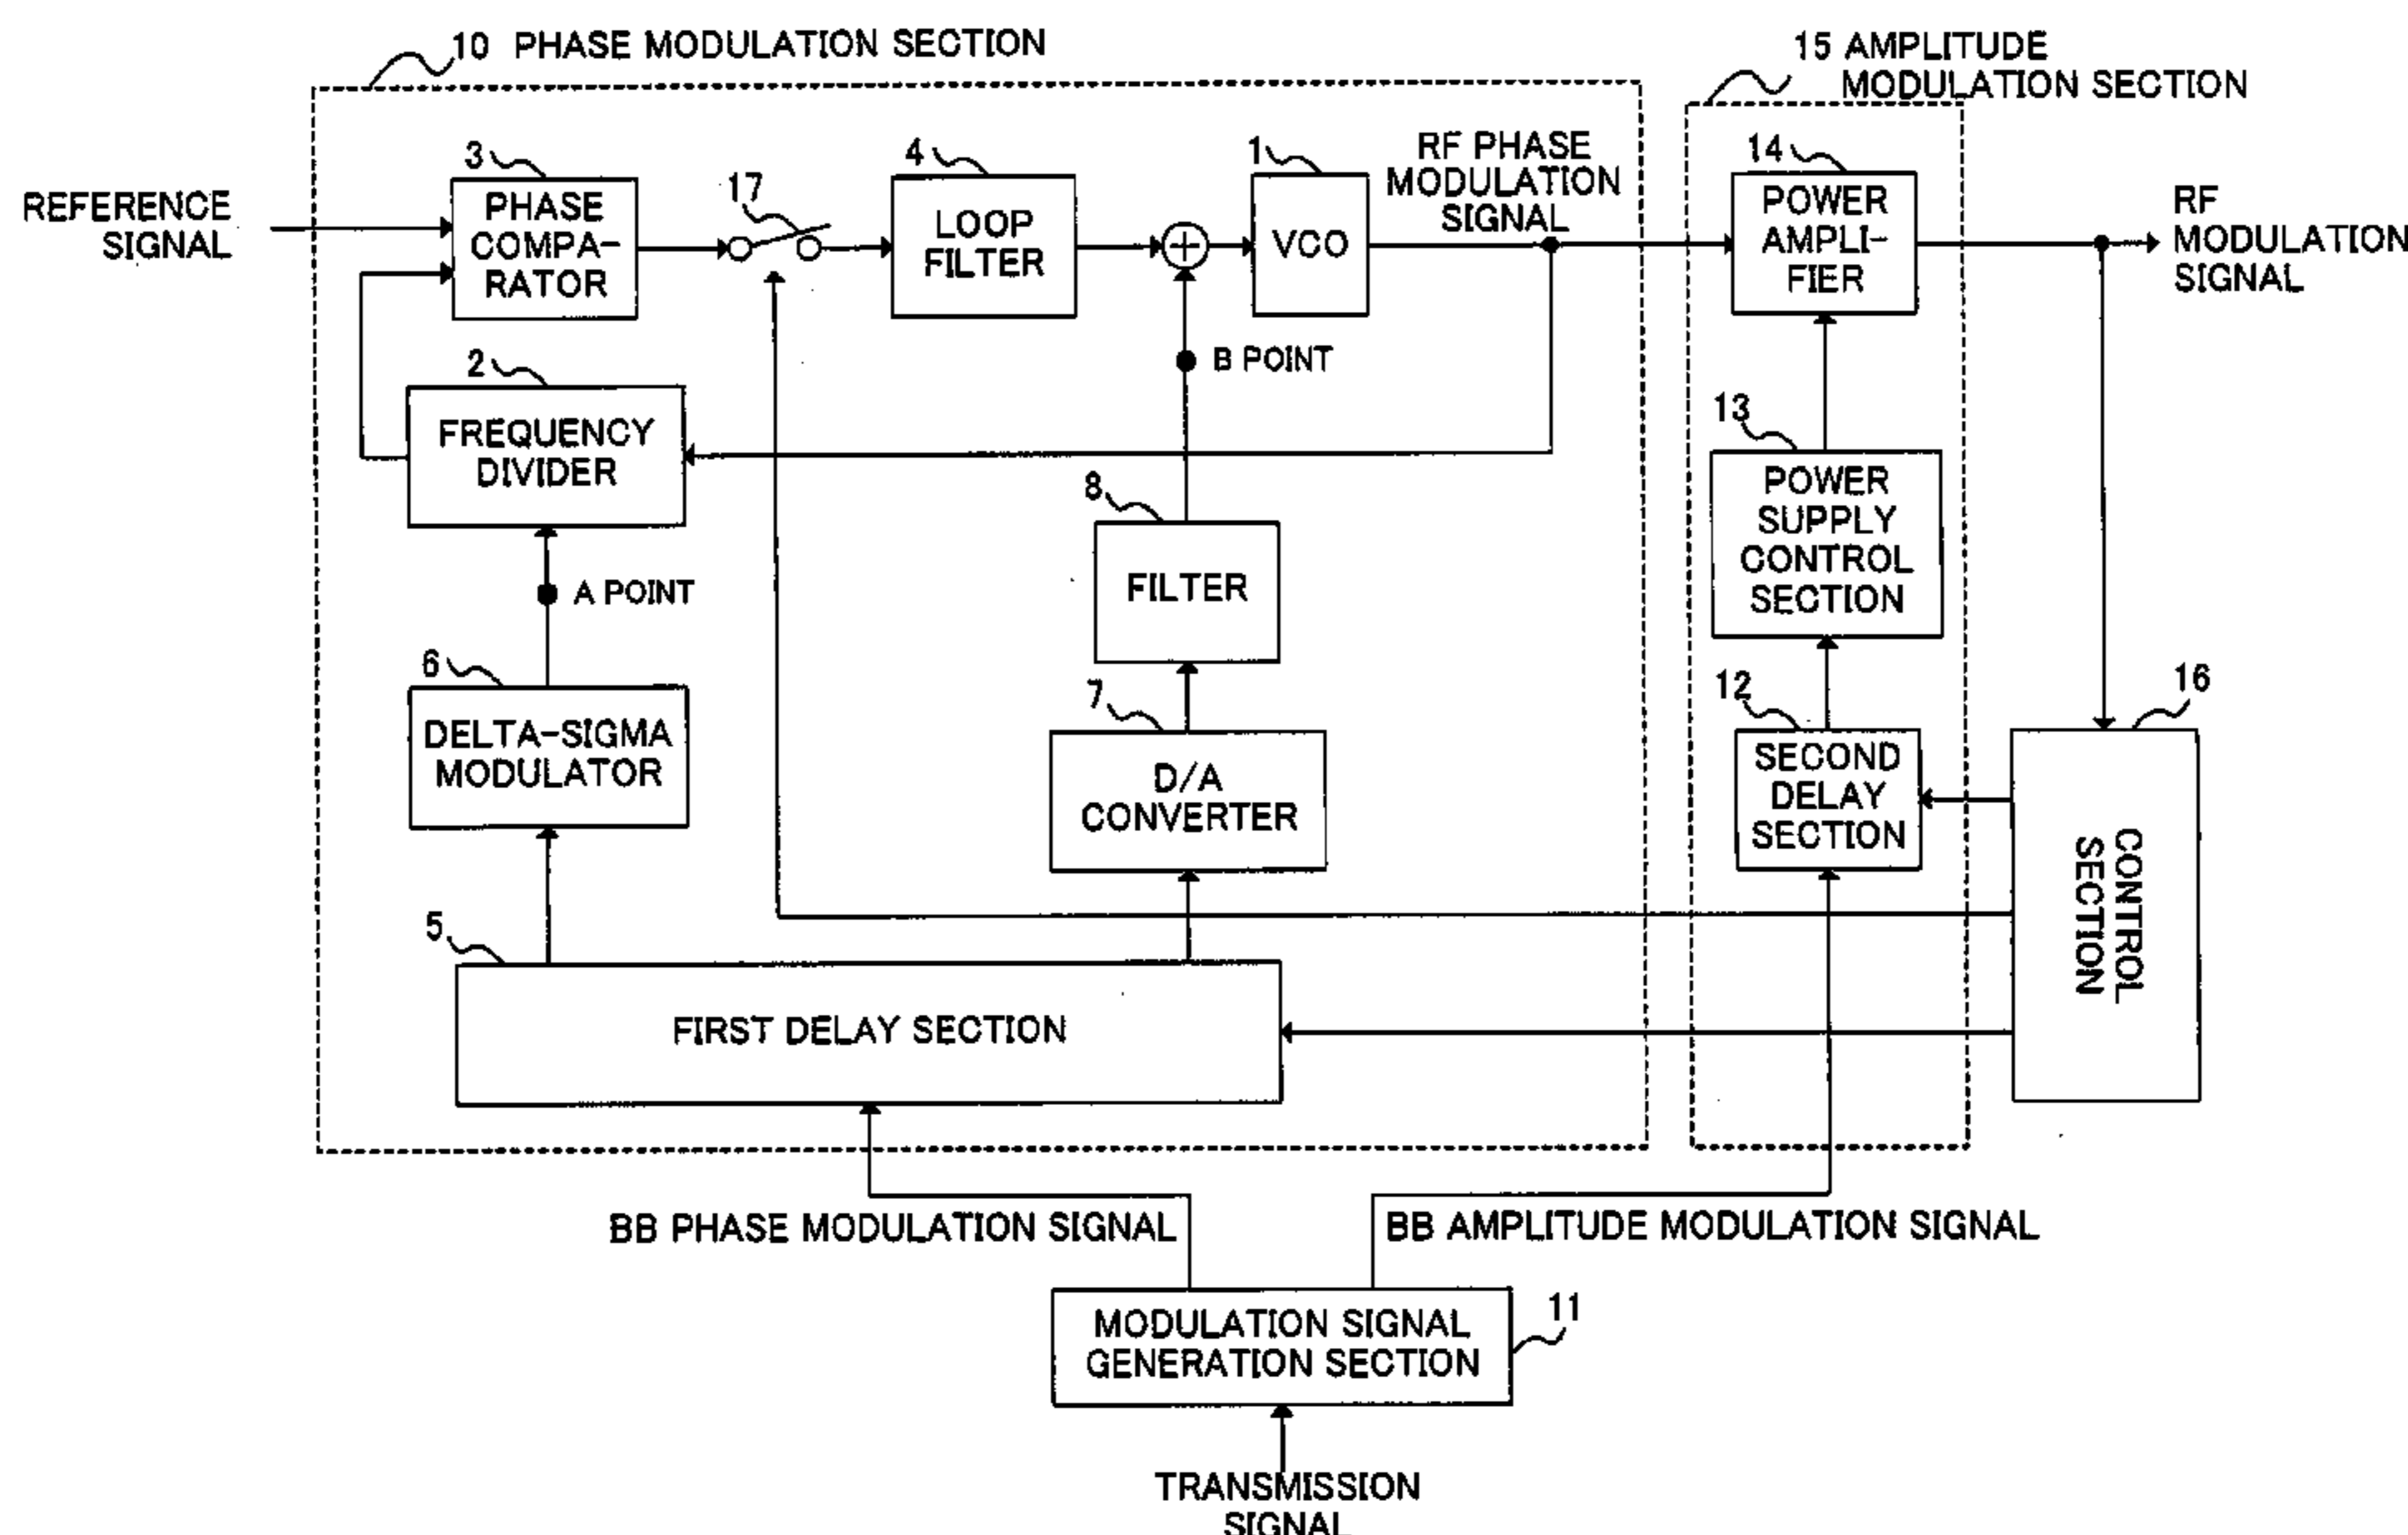 10 PHASE MODULATION SECTION
15 AMPLITUDE
MODULATION SECTION
REFERENCE
SIGNAL
3
PHASE
COMPA-
RATOR
17
4
LOOP
FILTER
+
1
VCO
RF PHASE
MODULATION
SIGNAL
14
POWER
AMPLI-
FIER
RF
MODULATION
SIGNAL
2
FREQUENCY
DIVIDER
B POINT
13
POWER
SUPPLY
CONTROL
SECTION
A POINT
8
FILTER
6
DELTA-SIGMA
MODULATOR
7
D/A
CONVERTER
12
SECOND
DELAY
SECTION
16
CONTROL
SECTION
5
FIRST DELAY SECTION
BB PHASE MODULATION SIGNAL
BB AMPLITUDE MODULATION SIGNAL
MODULATION SIGNAL
GENERATION SECTION
11
TRANSMISSION
SIGNAL